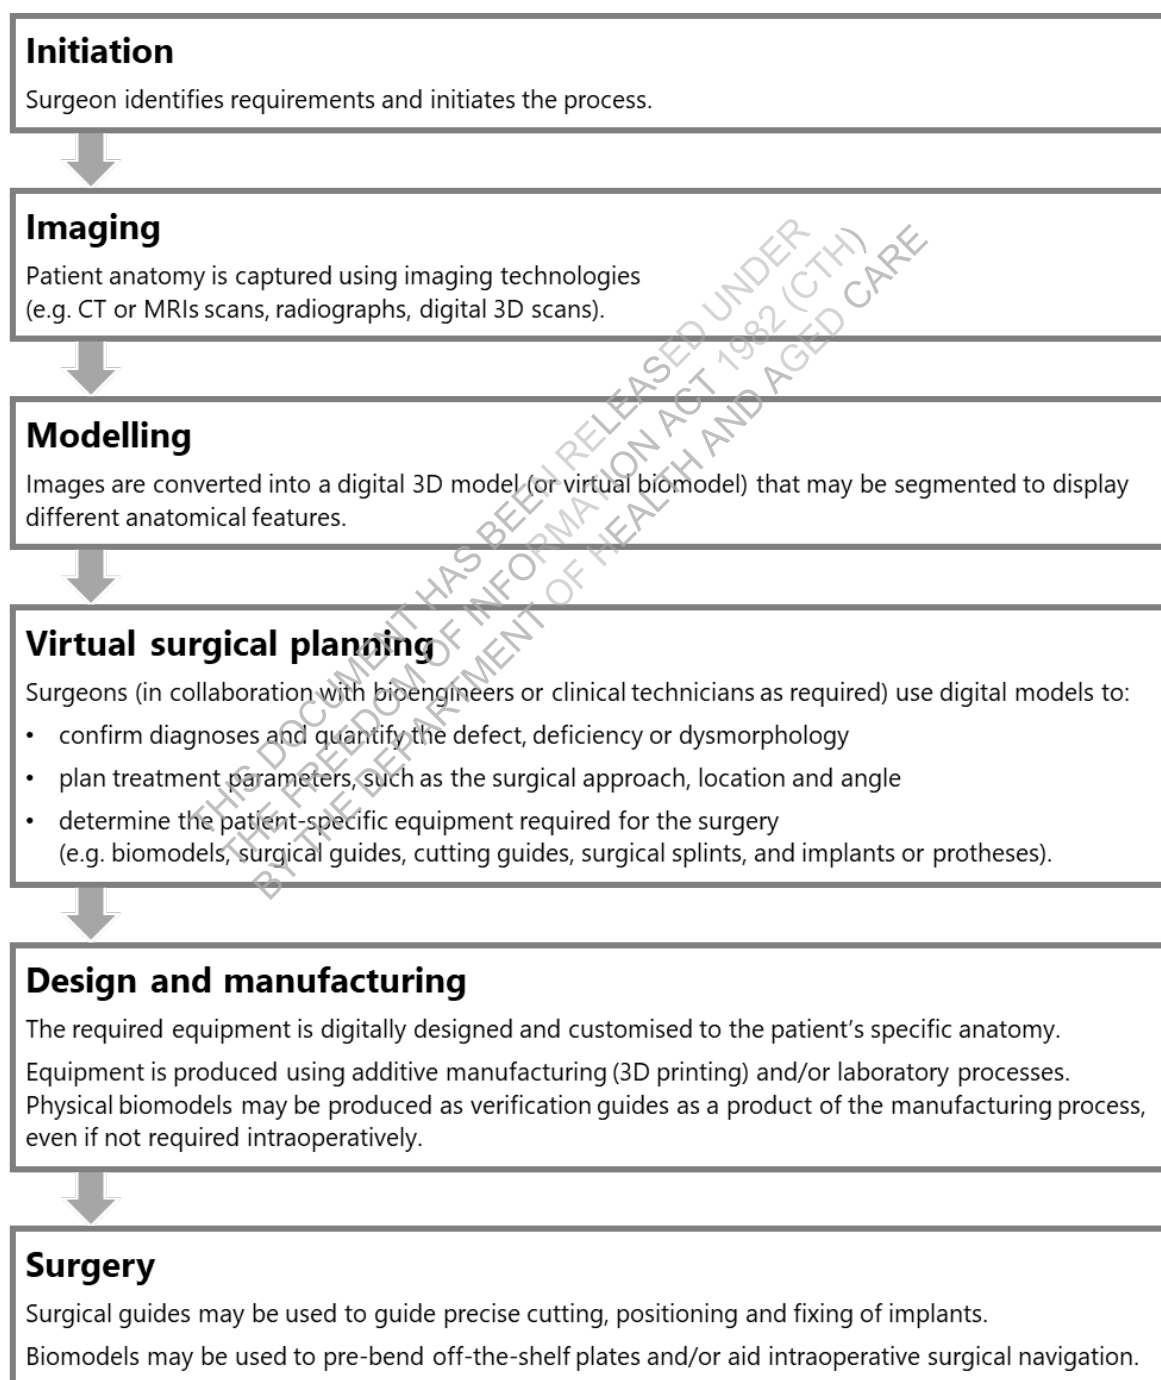 Initiation
Surgeon identifies requirements and initiates the process.
Imaging
Patient anatomy is captured using imaging technologies
(e.g. CT or MRIs scans, radiographs, digital 3D scans).
Modelling
Images are converted into a digital 3D model (or virtual biomodel) that may be segmented to display
different anatomical features.
Virtual surgical planning
Surgeons (in collaboration with bioengineers or clinical technicians as required) use digital models to:
• confirm diagnoses and quantify the defect, deficiency or dysmorphology
• plan treatment parameters, such as the surgical approach, location and angle
• determine the patient-specific equipment required for the surgery
(e.g. biomodels, surgical guides, cutting guides, surgical splints, and implants or protheses).
Design and manufacturing
The required equipment is digitally designed and customised to the patient's specific anatomy.
Equipment is produced using additive manufacturing (3D printing) and/or laboratory processes.
Physical biomodels may be produced as verification guides as a product of the manufacturing process,
even if not required intraoperatively.
Surgery
Surgical guides may be used to guide precise cutting, positioning and fixing of implants.
Biomodels may be used to pre-bend off-the-shelf plates and/or aid intraoperative surgical navigation.
THIS DOCUMENT HAS BEEN RELEASED UNDER
THE FREEDOM OF INFORMATION ACT 1982 (CTH)
BY THE DEPARTMENT OF HEALTH AND AGED CARE